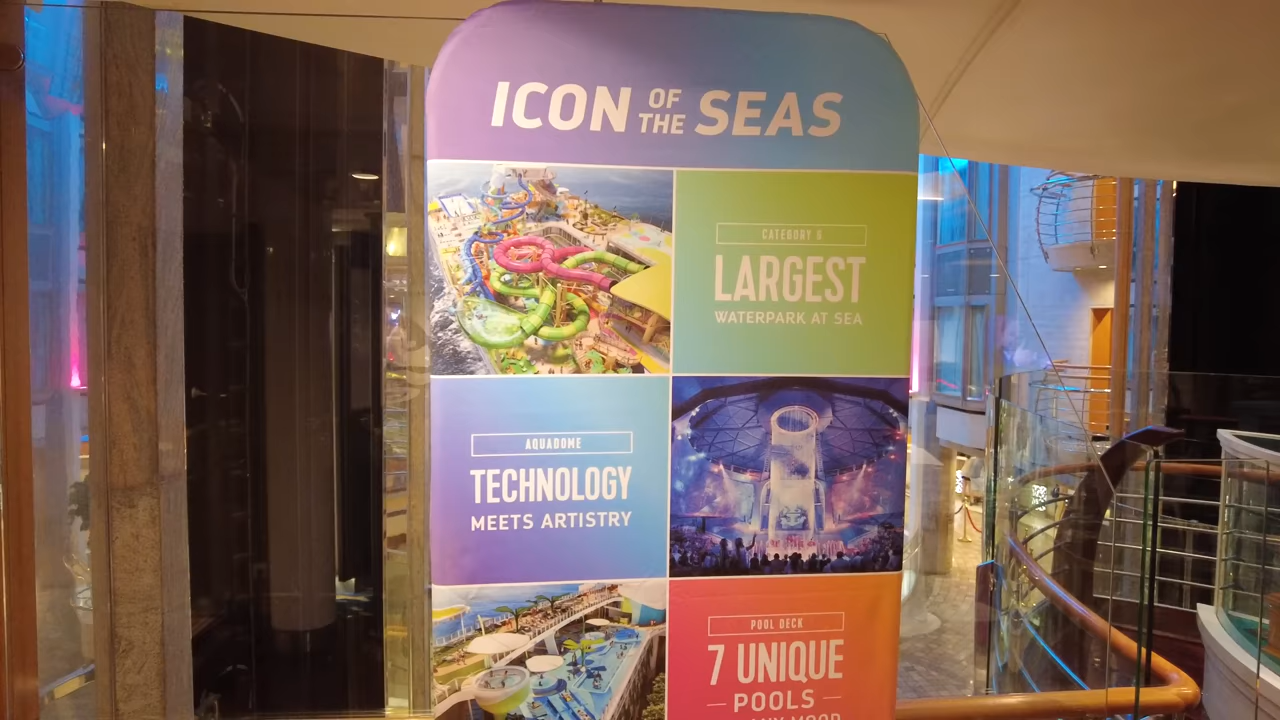 ICON OF THE SEAS
CATEGORY 6
LARGEST
WATERPARK AT SEA
AQUADOME
TECHNOLOGY
MEETS ARTISTRY
POOL DECK
7 UNIQUE
POOLS
MOOD